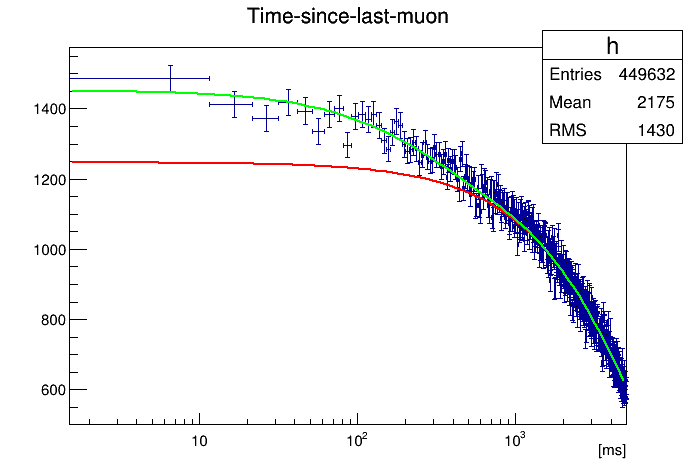 Time-since-last-muon
h
Entries 449632
Mean 2175
RMS 1430
1400
1200
1000
800
600
10 10² 10³
[ms]